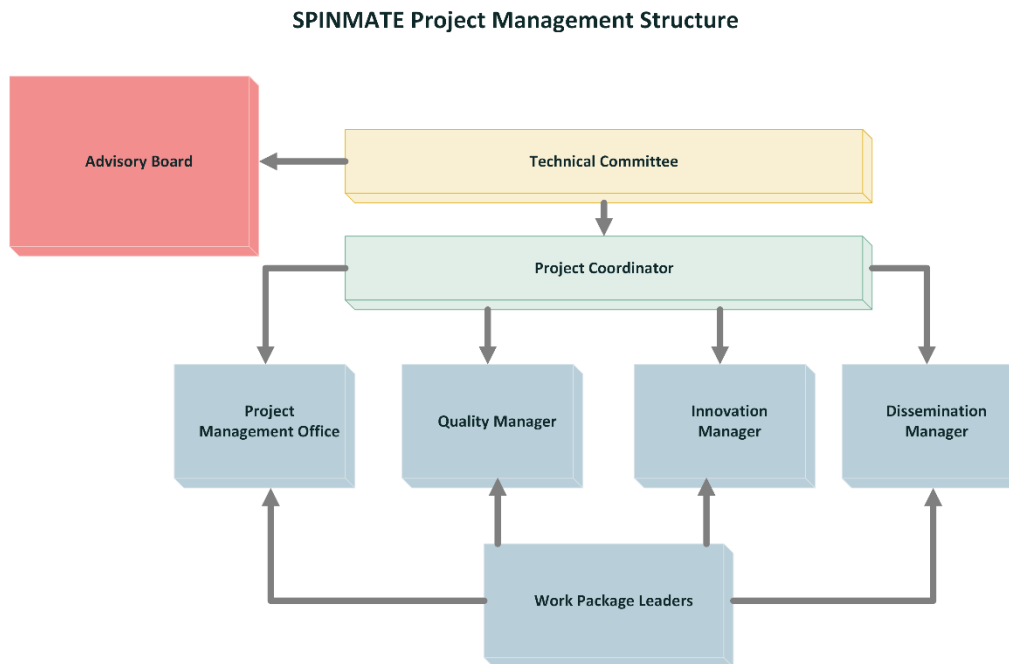 SPINMATE Project Management Structure
Advisory Board
Technical Committee
Project Coordinator
Project
Management Office
Quality Manager
Innovation
Manager
Dissemination
Manager
Work Package Leaders